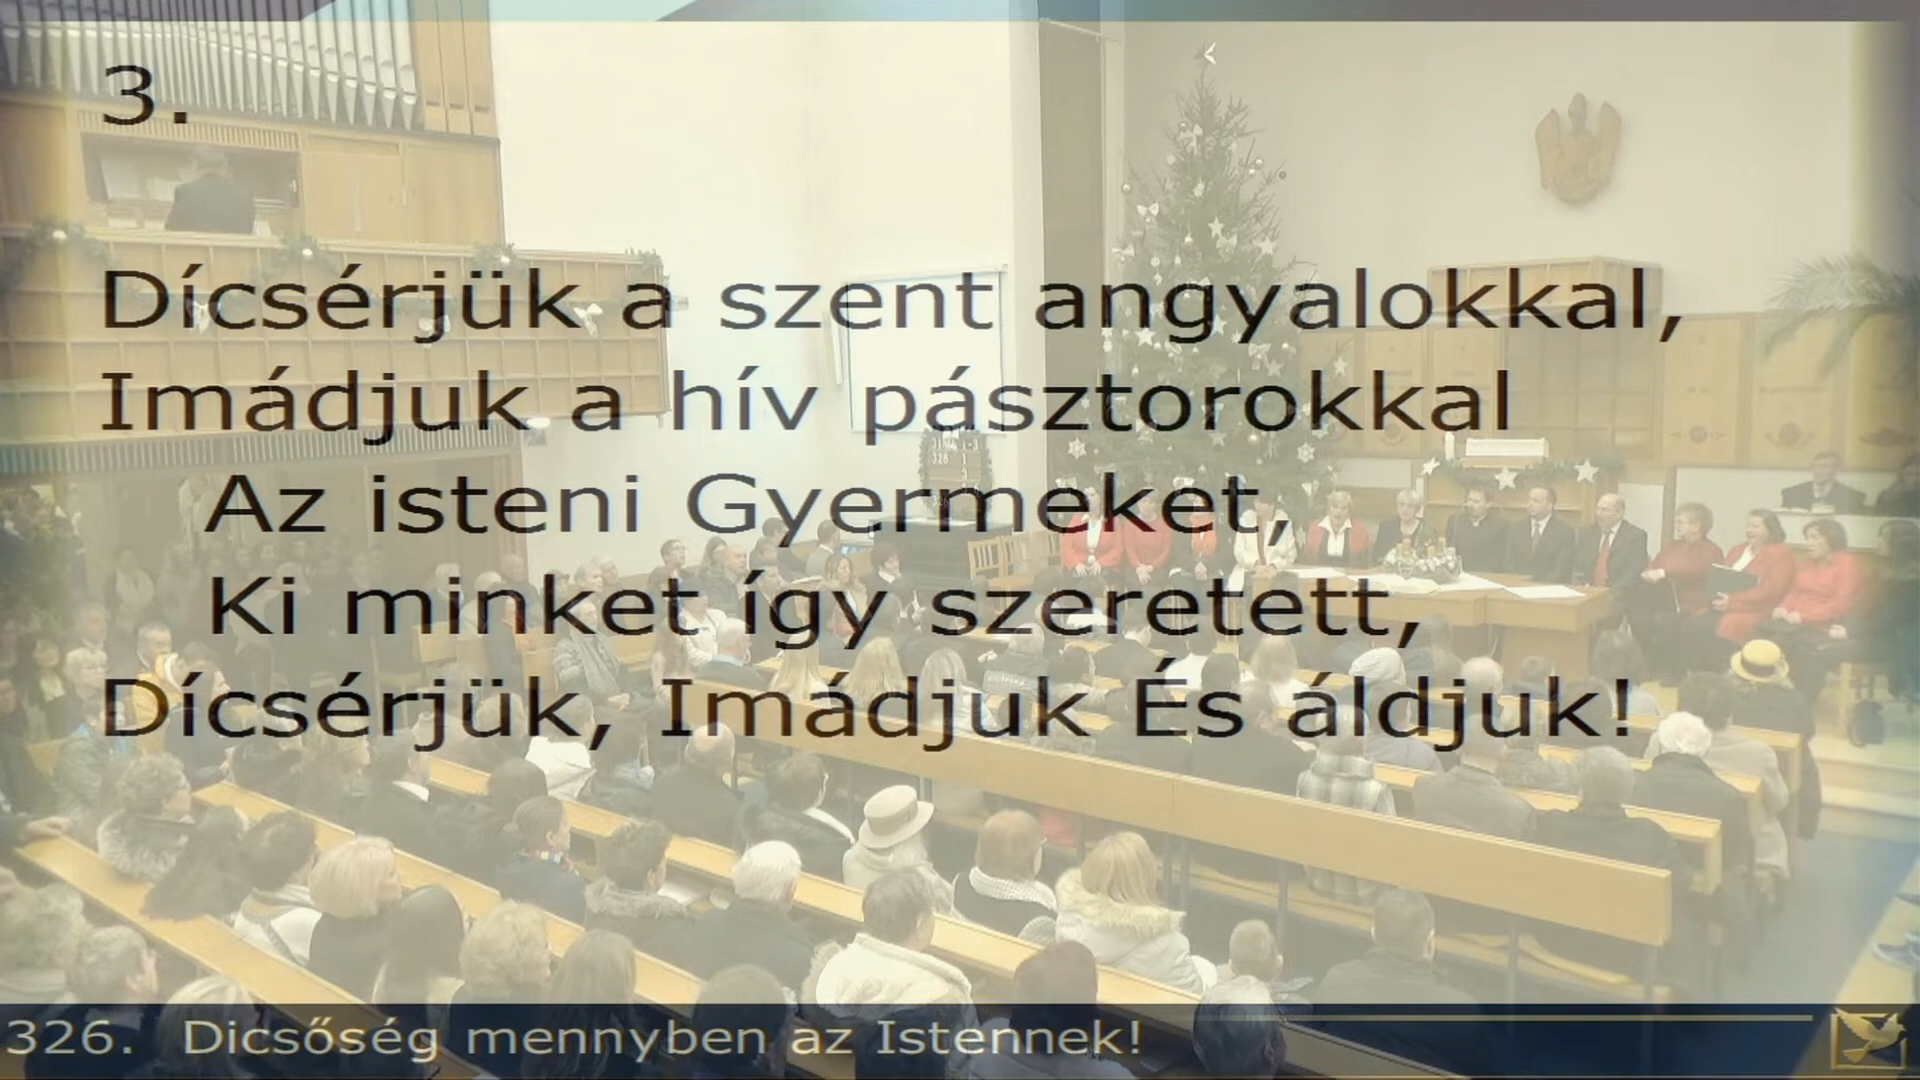 3.
Dícsérjük a szent angyalokkal,
Imádjuk a hív pásztorokkal
Az isteni Gyermeket,
Ki minket így szeretett,
Dícsérjük, Imádjuk És áldjuk!
326. Dicsőség mennyben az Istennek!